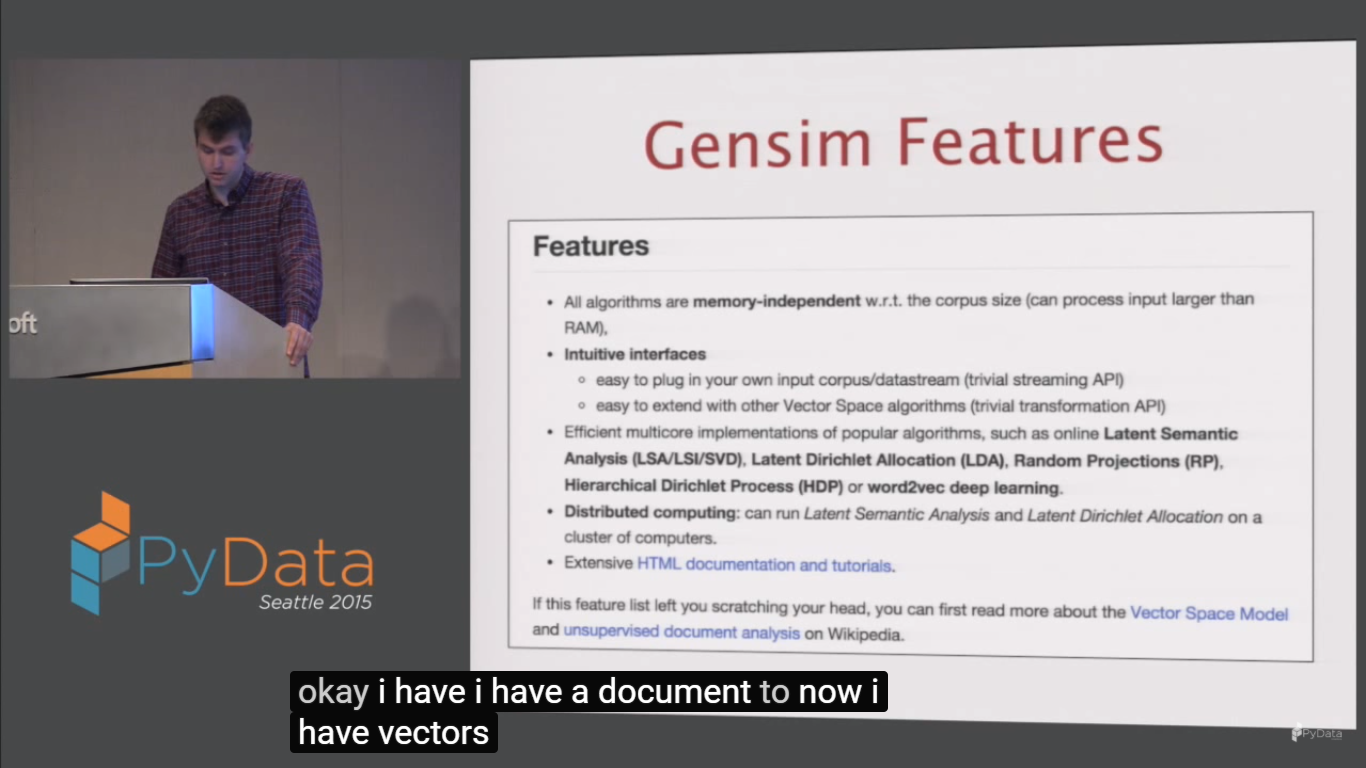 Gensim Features
Features
• All algorithms are memory-independent w.r.t. the corpus size (can process input larger than
RAM),
• Intuitive interfaces
○ easy to plug in your own input corpus/datastream (trivial streaming API)
○ easy to extend with other Vector Space algorithms (trivial transformation API)
• Efficient multicore implementations of popular algorithms, such as online Latent Semantic
Analysis (LSA/LSI/SVD), Latent Dirichlet Allocation (LDA), Random Projections (RP),
Hierarchical Dirichlet Process (HDP) or word2vec deep learning.
• Distributed computing: can run Latent Semantic Analysis and Latent Dirichlet Allocation on a
cluster of computers.
• Extensive HTML documentation and tutorials.
If this feature list left you scratching your head, you can first read more about the Vector Space Model
and unsupervised document analysis on Wikipedia.
oft
PyData
Seattle 2015
okay i have i have a document to now i
have vectors
PyData